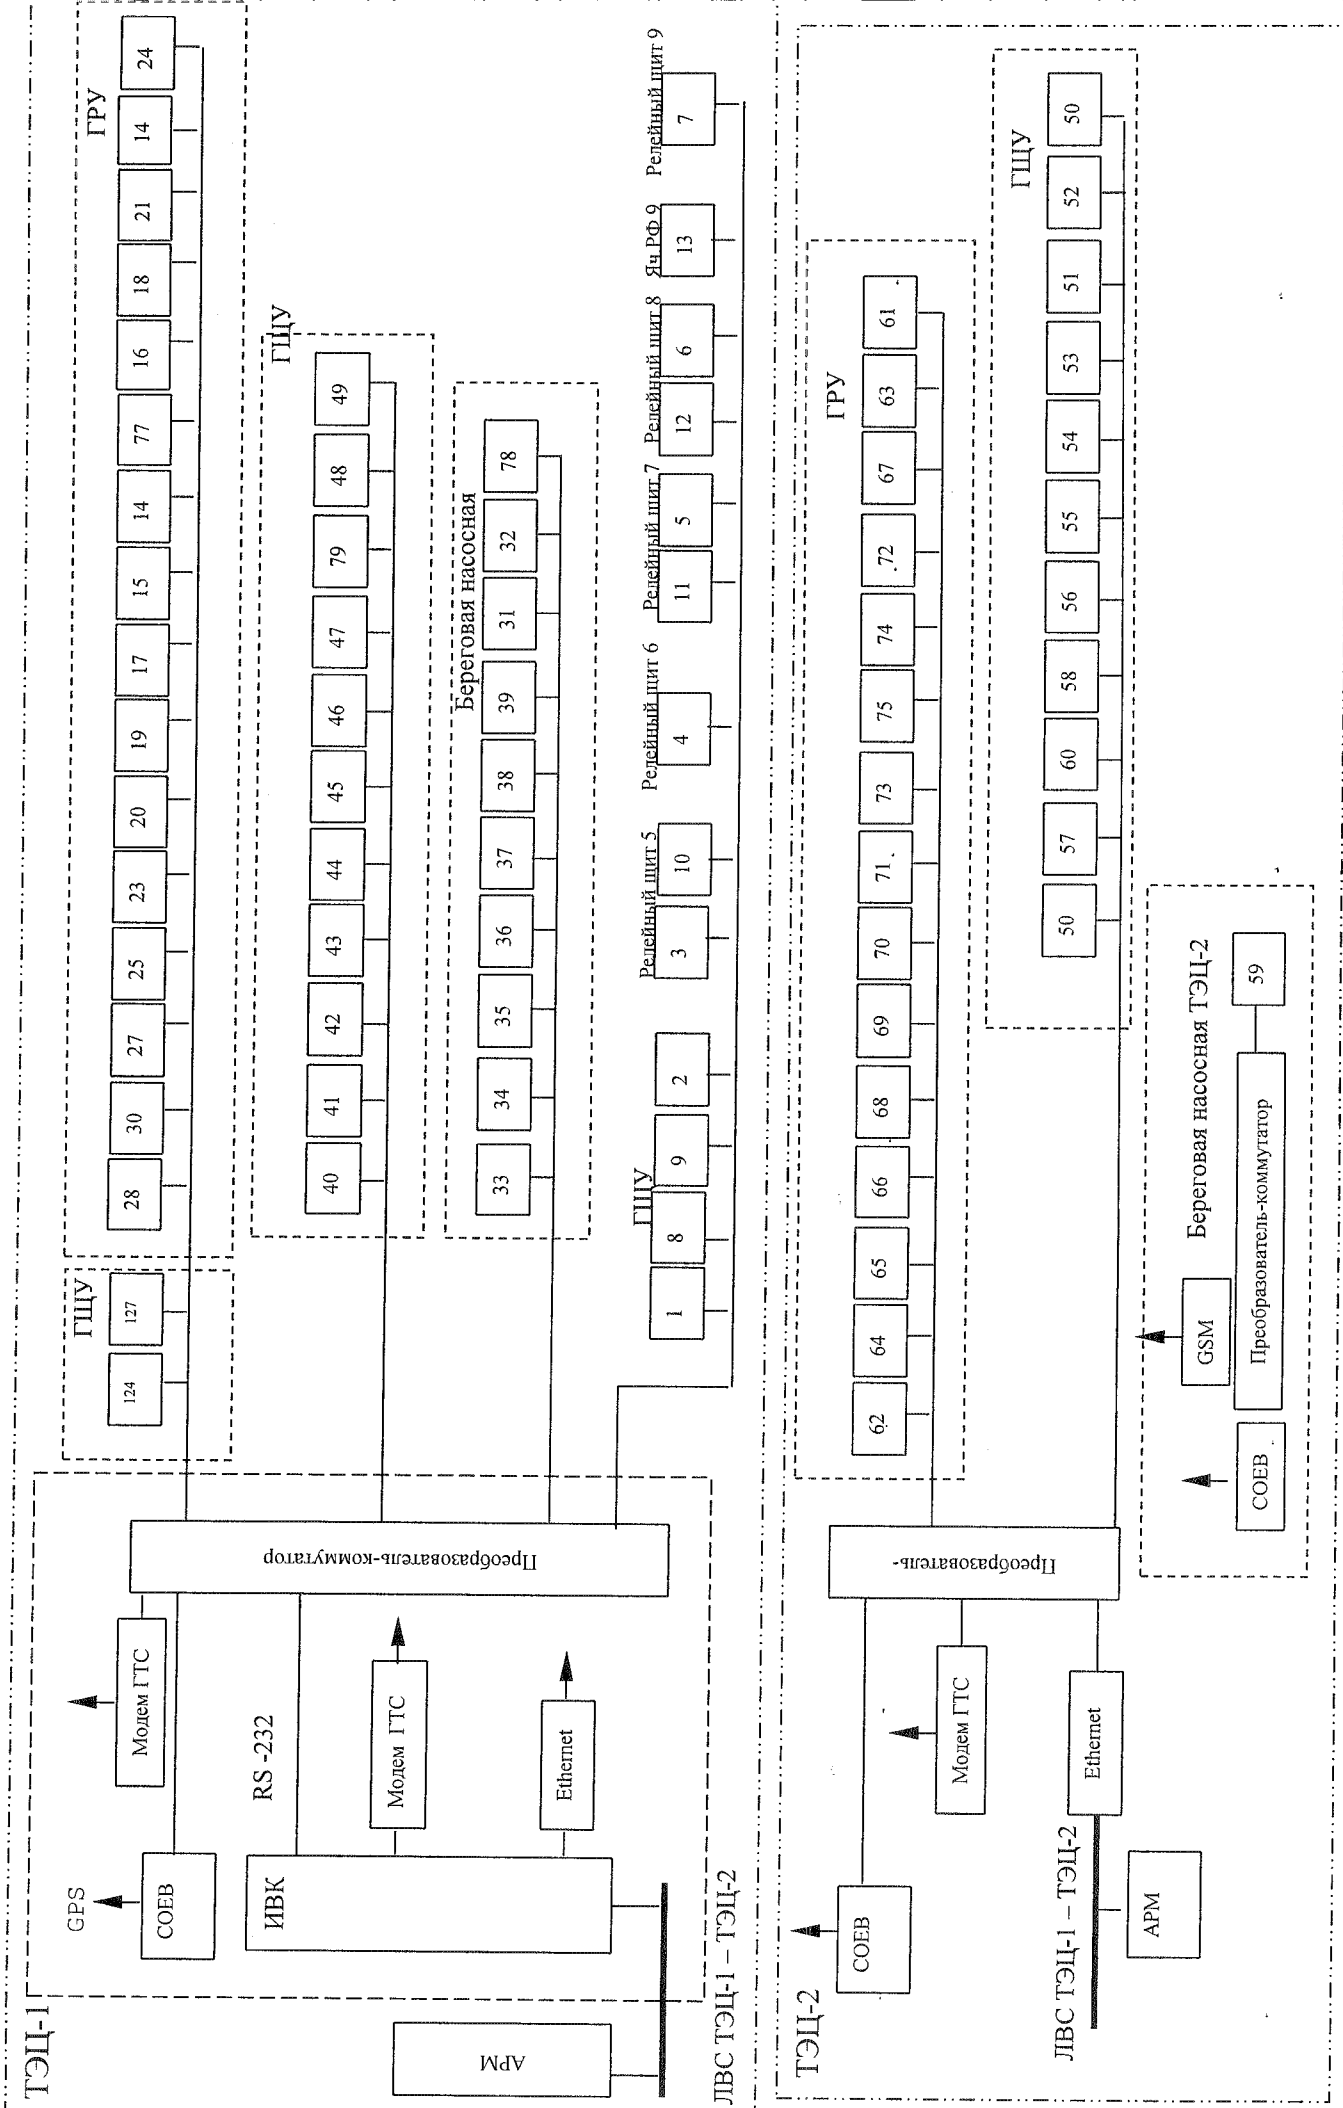 ТЭЦ-1
GPS
СОЕВ
Модем ГТС
RS -232
ИВК
Модем ГТС
Ethernet
АРМ
ЛВС ТЭЦ-1 – ТЭЦ-2
Преобразователь-коммутатор
ГЩУ
124
127
ГРУ
28
30
27
25
23
20
19
17
15
14
77
16
18
21
14
24
ГЩУ
40
41
42
43
44
45
46
47
79
48
49
Береговая насосная
33
34
35
36
37
38
39
31
32
78
ГЩУ
1
8
9
2
Релейный щит 5
3
10
Релейный щит 6
4
Релейный щит 7
11
5
Релейный щит 8
12
6
Яч.РФ 9
13
Релейный щит 9
7
ТЭЦ-2
СОЕВ
Модем ГТС
Ethernet
ЛВС ТЭЦ-1 – ТЭЦ-2
АРМ
Преобразователь-
ГРУ
62
64
65
66
68
69
70
71
73
75
74
72
67
63
61
ГЩУ
50
57
60
58
56
55
54
53
51
52
50
Береговая насосная ТЭЦ-2
СОЕВ
GSM
Преобразователь-коммутатор
59